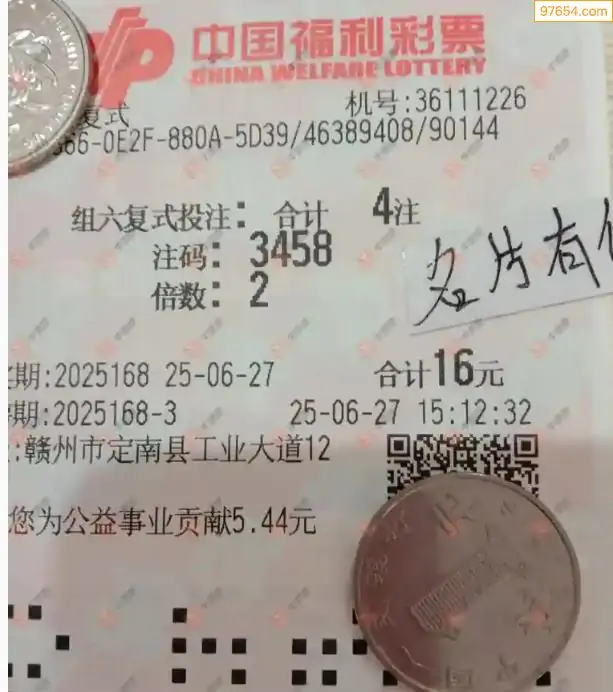 97654.com
中国福利彩票
CHINA WELFARE LOTTERY
复式
机号:36111226
366-0E2F-880A-5D39/46389408/90144
组六复式投注: 合计 4注
注码: 3458
倍数: 2
名片有
期:2025168 25-06-27 合计16元
期:2025168-3 25-06-27 15:12:32
:赣州市定南县工业大道12
您为公益事业贡献5.44元